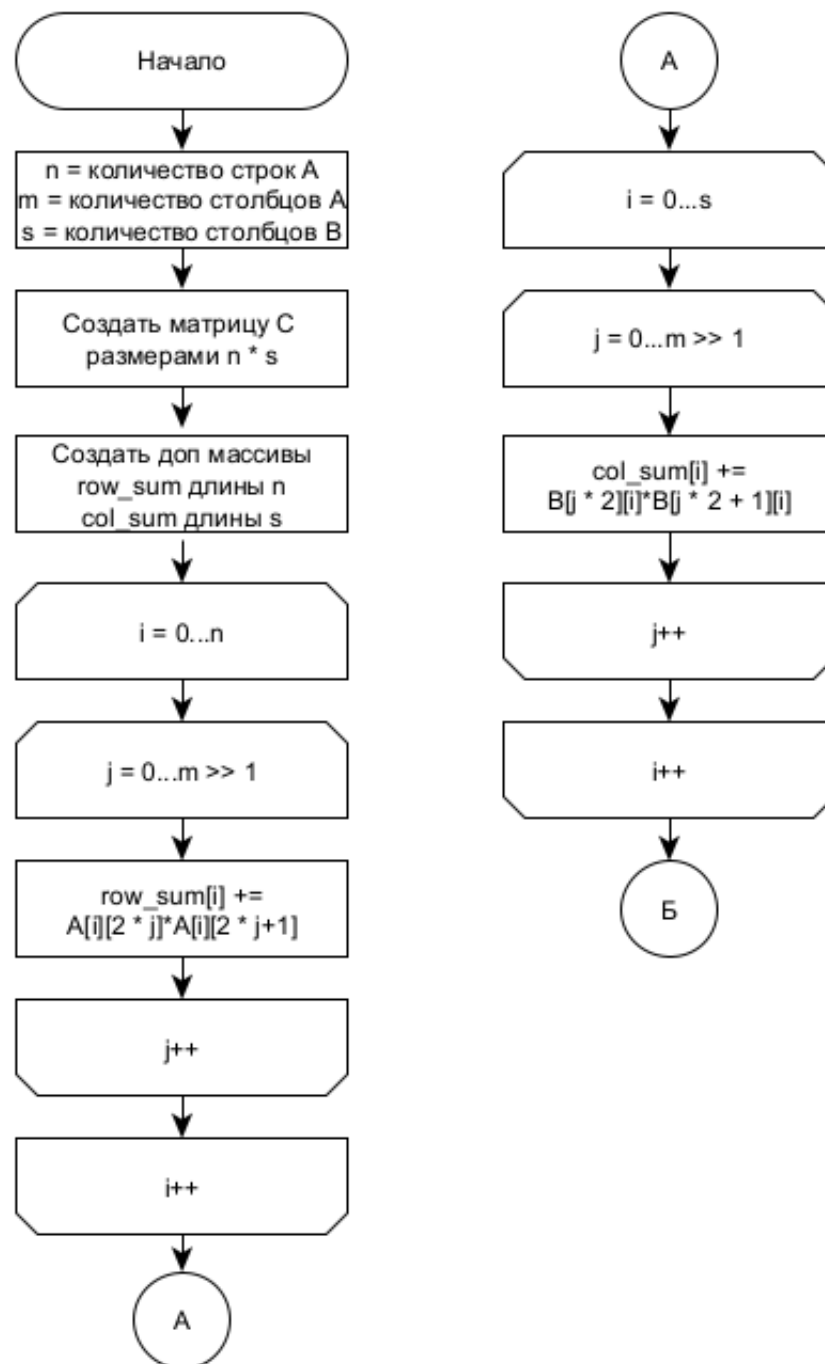 Начало
n = количество строк A
m = количество столбцов A
s = количество столбцов B
Создать матрицу C
размерами n * s
Создать доп массивы
row_sum длины n
col_sum длины s
i = 0...n
j = 0...m >> 1
row_sum[i] +=
A[i][2 * j]*A[i][2 * j+1]
j++
i++
А
А
i = 0...s
j = 0...m >> 1
col_sum[i] +=
B[j * 2][i]*B[j * 2 + 1][i]
j++
i++
Б